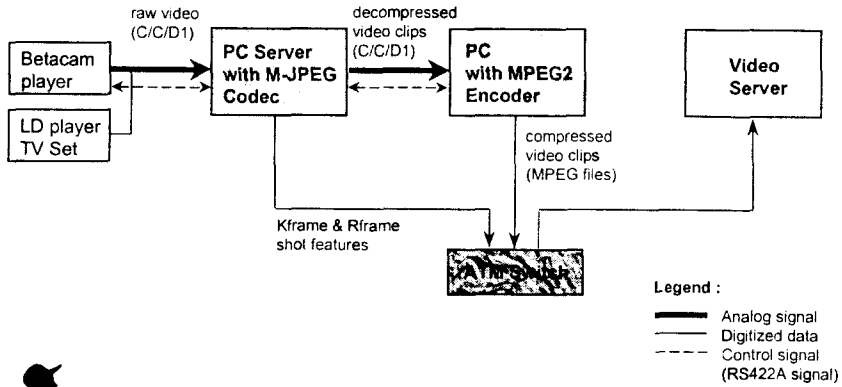 raw video
(C/C/D1)
decompressed
video clips
(C/C/D1)
Betacam
player
PC Server
with M-JPEG
Codec
PC
with MPEG2
Encoder
Video
Server
LD player
TV Set
compressed
video clips
(MPEG files)
Kframe & Rframe
shot features
ATM Switch
Legend :
Analog signal
Digitized data
Control signal
(RS422A signal)